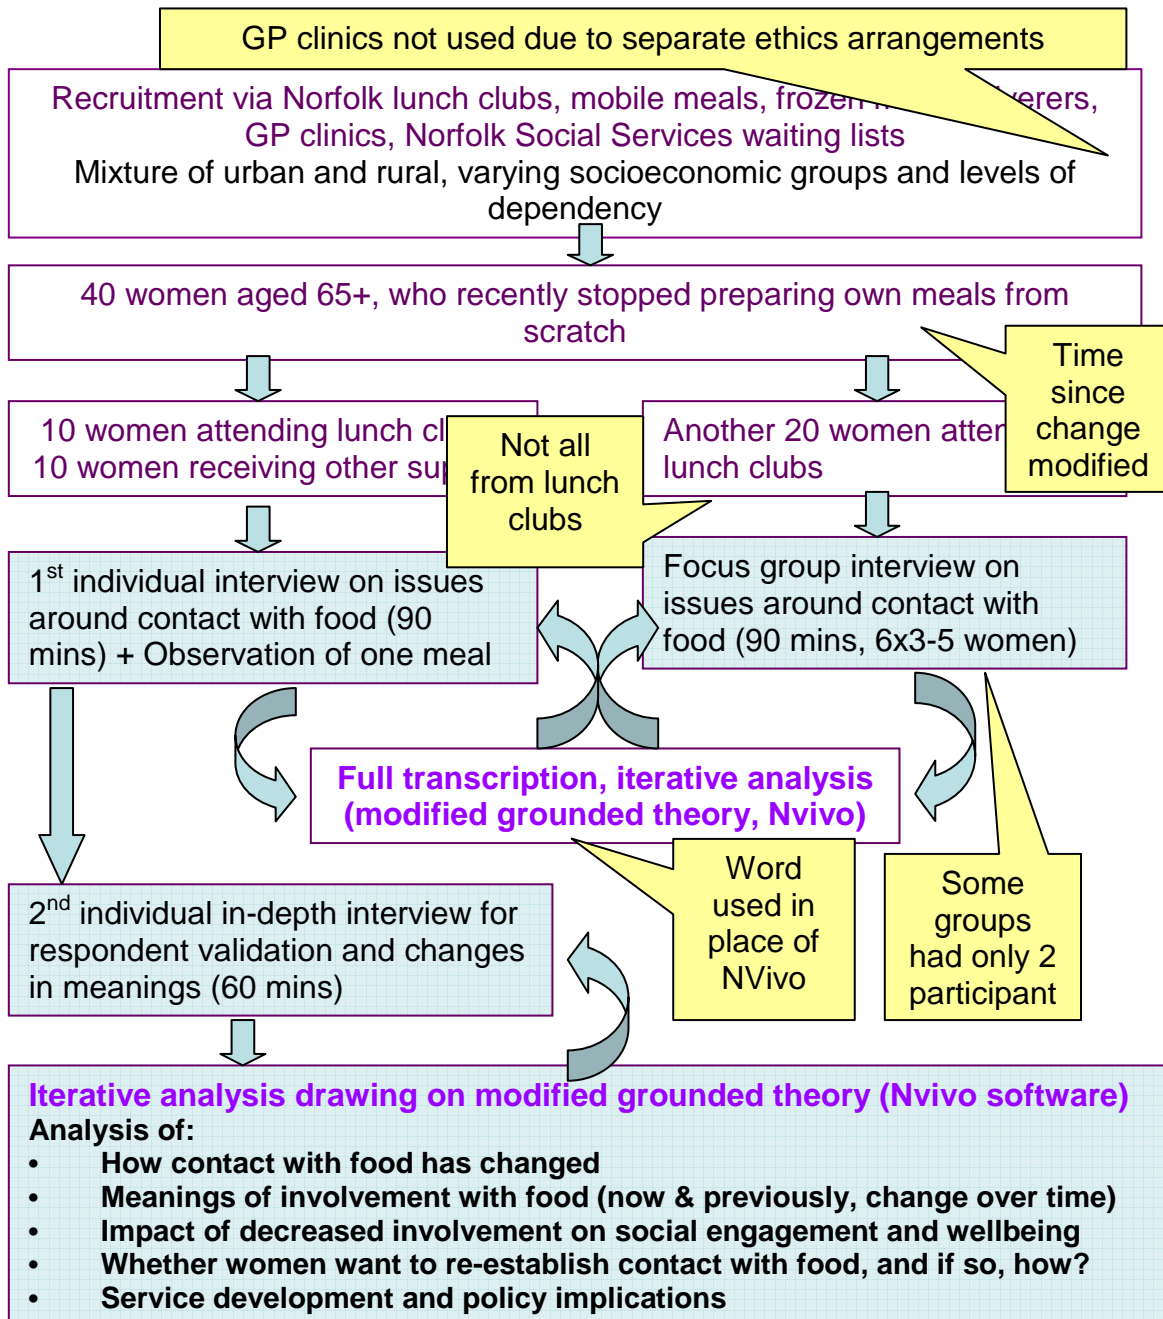 GP clinics not used due to separate ethics arrangements
Recruitment via Norfolk lunch clubs, mobile meals, frozen
GP clinics, Norfolk Social Services waiting lists
Mixture of urban and rural, varying socioeconomic groups and levels of
dependency
40 women aged 65+, who recently stopped preparing own meals from
scratch
Time
since
change
modified
10 women attending lunch
10 women receiving other
Not all
from lunch
clubs
Another 20 women
lunch clubs
1st individual interview on issues
around contact with food (90
mins) + Observation of one meal
Focus group interview on
issues around contact with
food (90 mins, 6x3-5 women)
Full transcription, iterative analysis
(modified grounded theory, Nvivo)
Word
used in
place of
NVivo
Some
groups
had only 2
participant
2nd individual in-depth interview for
respondent validation and changes
in meanings (60 mins)
Iterative analysis drawing on modified grounded theory (Nvivo software)
Analysis of:
• How contact with food has changed
• Meanings of involvement with food (now & previously, change over time)
• Impact of decreased involvement on social engagement and wellbeing
• Whether women want to re-establish contact with food, and if so, how?
• Service development and policy implications